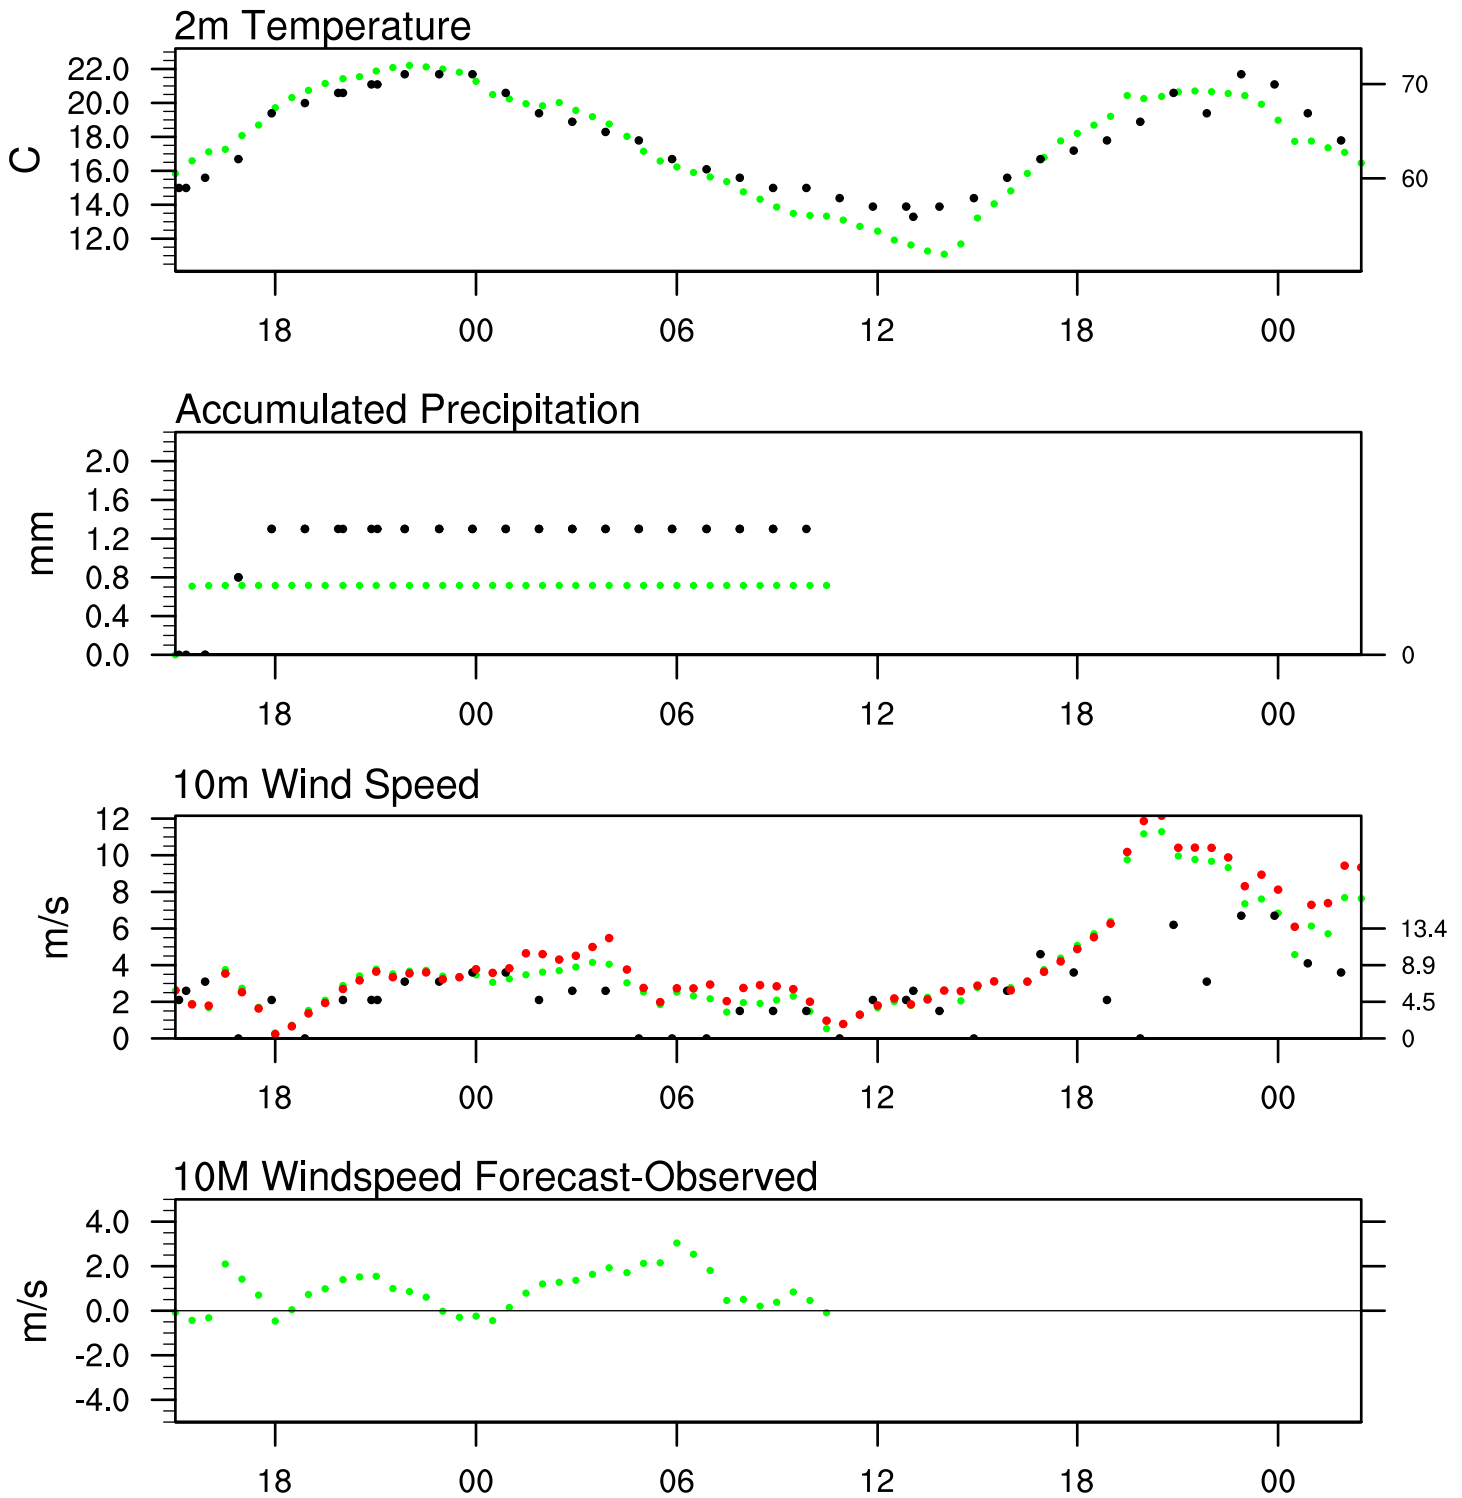 2m Temperature
22.0
20.0
18.0
16.0
14.0
12.0
C
70
60
18 00 06 12 18 00
Accumulated Precipitation
2.0
1.6
1.2
0.8
0.4
0.0
mm
0
18 00 06 12 18 00
10m Wind Speed
12
10
8
6
4
2
0
m/s
13.4
8.9
4.5
0
18 00 06 12 18 00
10M Windspeed Forecast-Observed
4.0
2.0
0.0
-2.0
-4.0
m/s
18 00 06 12 18 00